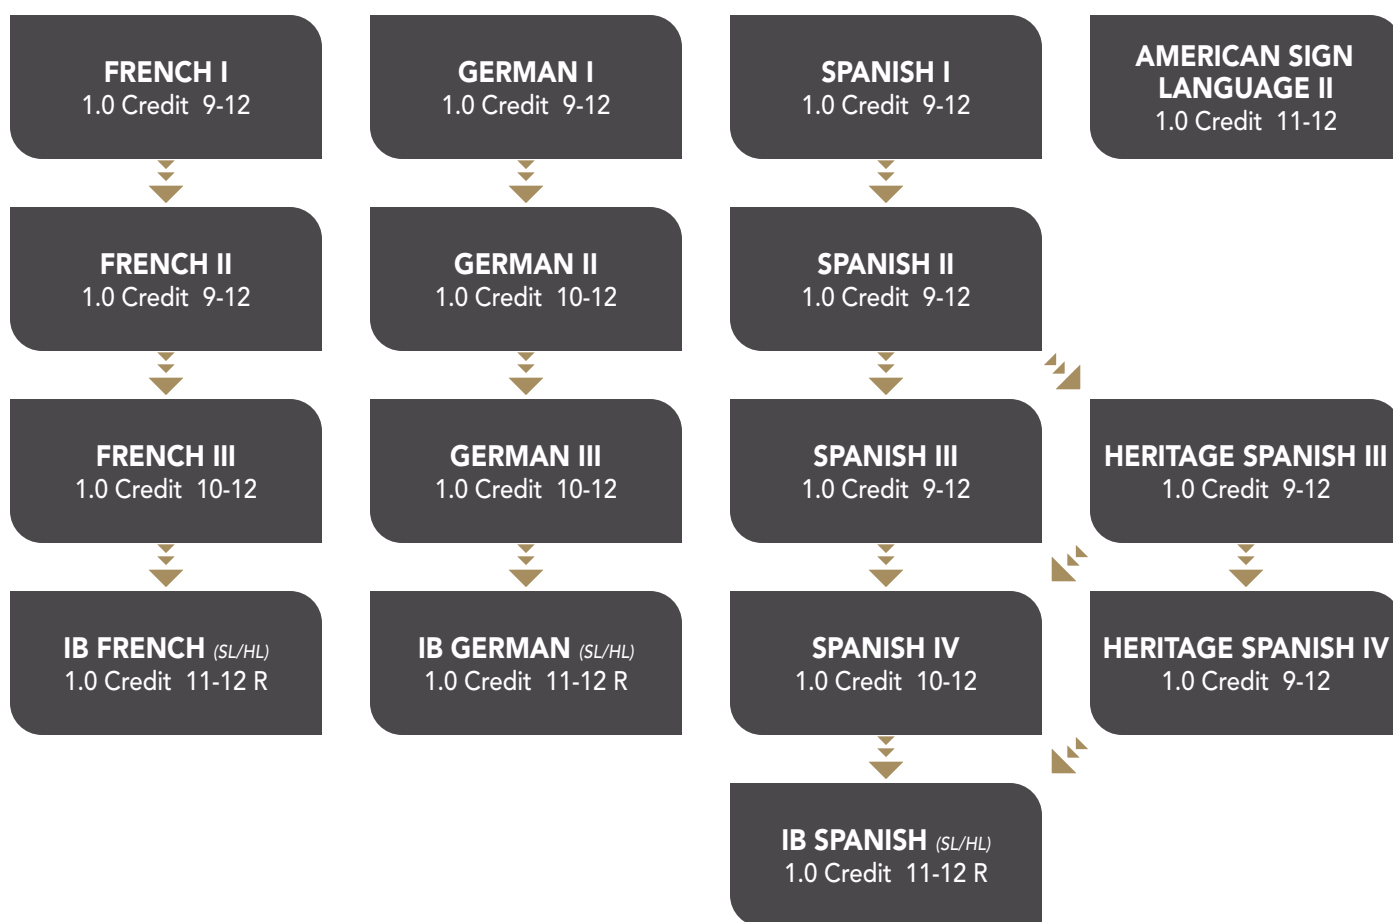 FRENCH I
1.0 Credit 9-12
GERMAN I
1.0 Credit 9-12
SPANISH I
1.0 Credit 9-12
AMERICAN SIGN
LANGUAGE II
1.0 Credit 11-12
FRENCH II
1.0 Credit 9-12
GERMAN II
1.0 Credit 10-12
SPANISH II
1.0 Credit 9-12
FRENCH III
1.0 Credit 10-12
GERMAN III
1.0 Credit 10-12
SPANISH III
1.0 Credit 9-12
HERITAGE SPANISH III
1.0 Credit 9-12
IB FRENCH (SL/HL)
1.0 Credit 11-12 R
IB GERMAN (SL/HL)
1.0 Credit 11-12 R
SPANISH IV
1.0 Credit 10-12
HERITAGE SPANISH IV
1.0 Credit 9-12
IB SPANISH (SL/HL)
1.0 Credit 11-12 R